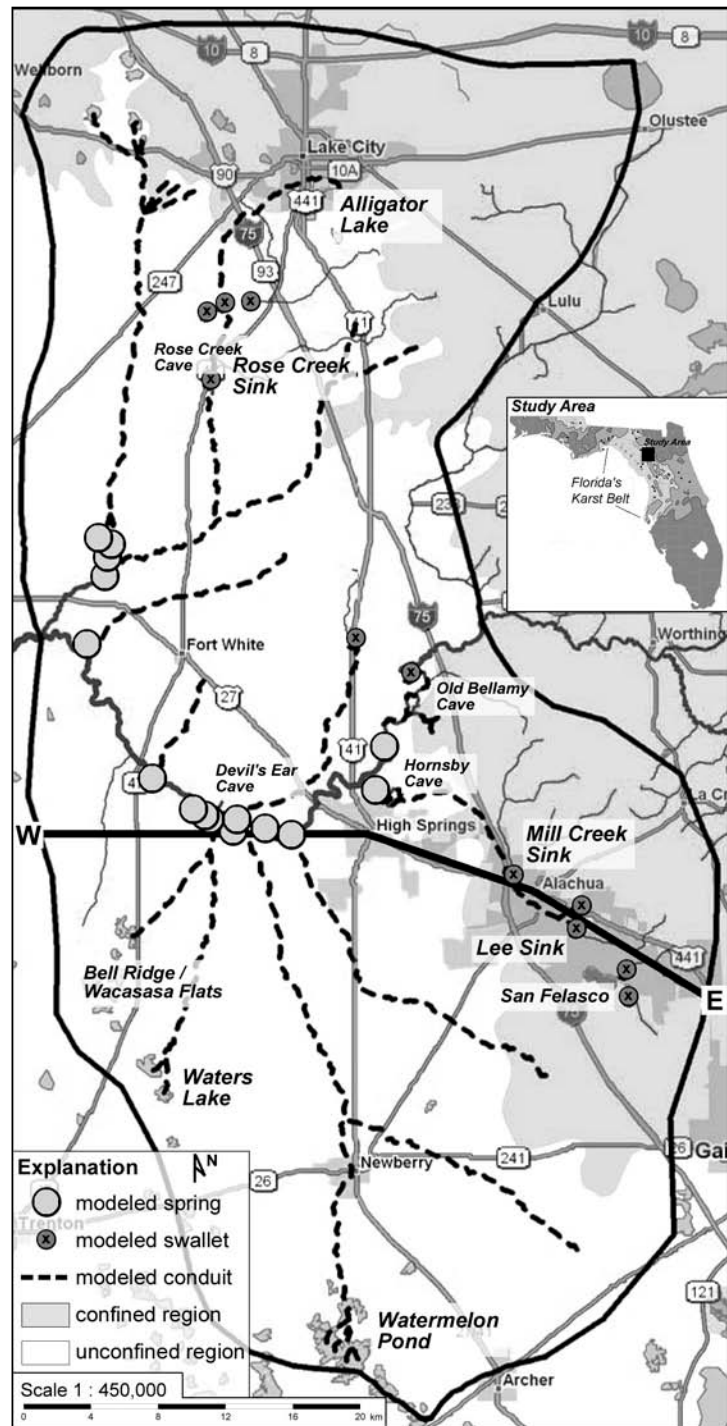 10
8
10
8
Wellborn
Olustee
Lake City
90
10A
441
Alligator
Lake
75
247
93
Lulu
41
Rose Creek
Cave
Rose Creek
Sink
Study Area
Study Area
Florida's
Karst Belt
75
Worthing
Fort White
27
Old Bellamy
Cave
41
Hornsby
Cave
Devil's Ear
Cave
La Cr
W
High Springs
Mill Creek
Sink
Alachua
Lee Sink
441
San Felasco
E
Bell Ridge /
Wacasasa Flats
75
Waters
Lake
Explanation
N
26
Gai
241
26
Newberry
modeled spring
modeled swallet
Trenton
modeled conduit
confined region
unconfined region
Watermelon
Pond
121
Archer
Scale 1 : 450,000
0 4 8 12 16 20 km